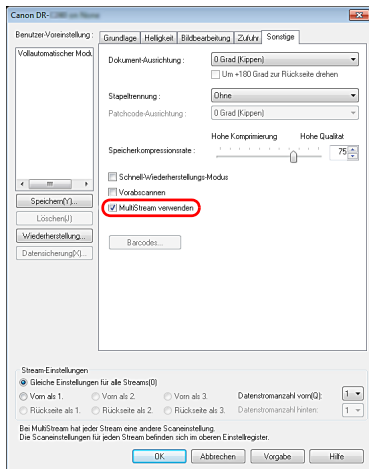 Canon DR-
Benutzer-Voreinstellung :
Vollautomatischer Modu
Speichern(Y)...
Löschen(J)
Wiederherstellung...
Datensicherung(X)...
Grundlage Helligkeit Bildbearbeitung Zufuhr Sonstige
Dokument-Ausrichtung : 0 Grad (Kippen)
Um +180 Grad zur Rückseite drehen
Stapeltrennung : Ohne
Patchcode-Ausrichtung : 0 Grad (Kippen)
Hohe Komprimierung Hohe Qualität
Speicherkompressionsrate : 75
Schnell-Wiederherstellungs-Modus
Vorabscannen
MultiStream verwenden
Barcodes...
Stream-Einstellungen
Gleiche Einstellungen für alle Streams(0)
Vorn als 1. Vorn als 2. Vorn als 3. Datenstromanzahl vorn(Q): 1
Rückseite als 1. Rückseite als 2. Rückseite als 3. Datenstromanzahl hinten: 1
Bei MultiStream hat jeder Stream eine andere Scaneinstellung.
Die Scaneinstellungen für jeden Stream befinden sich im oberen Einstellregister.
OK Abbrechen Vorgabe Hilfe